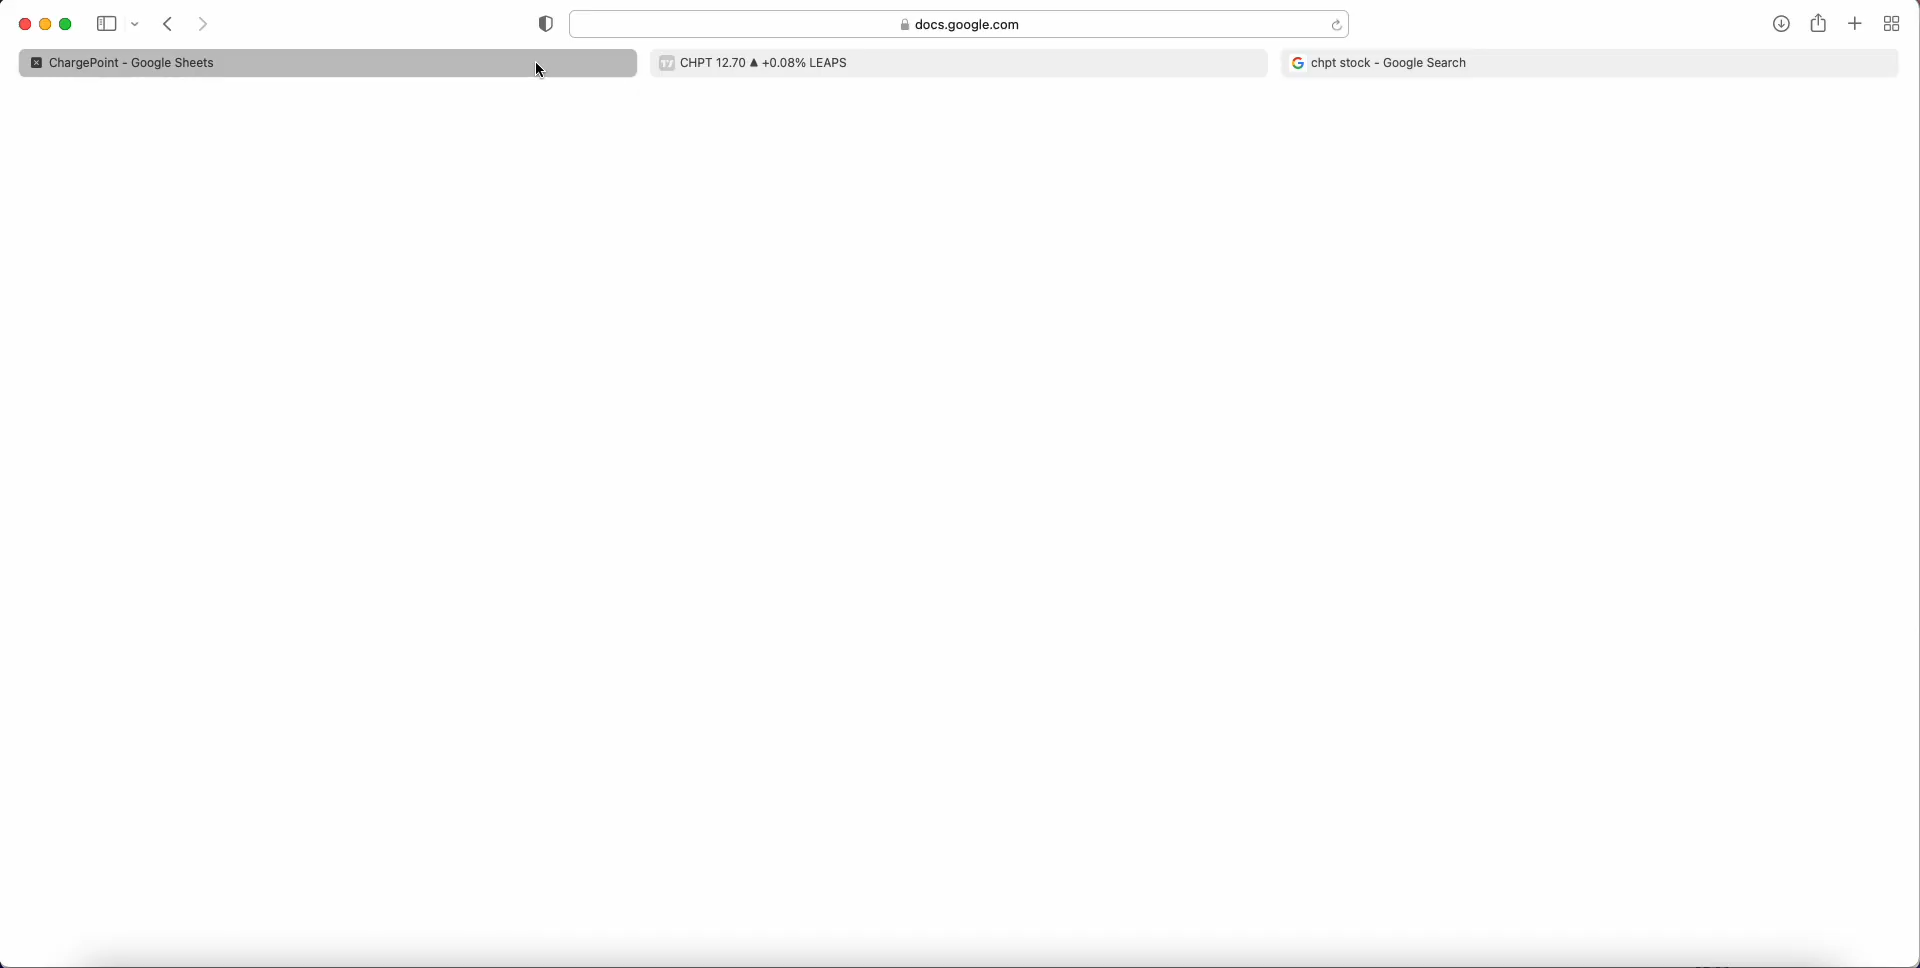 docs.google.com
ChargePoint - Google Sheets
CHPT 12.70 ▲ +0.08% LEAPS
chpt stock - Google Search